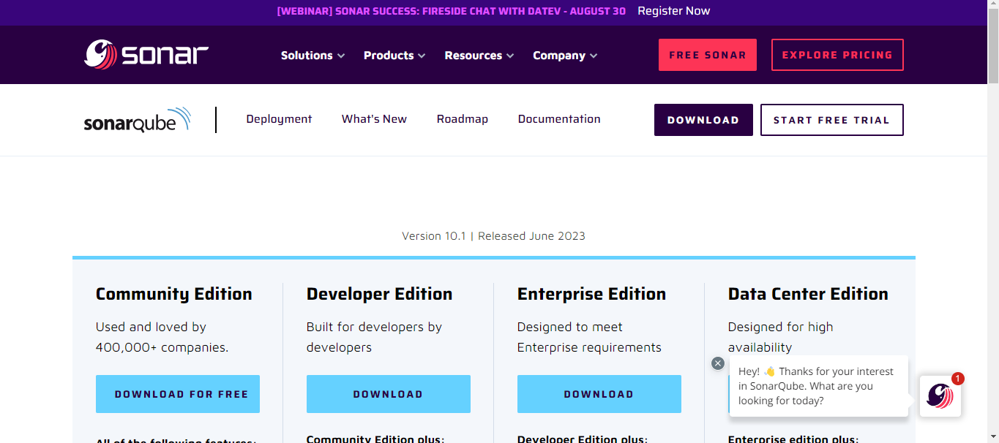 [WEBINAR] SONAR SUCCESS: FIRESIDE CHAT WITH DATEV - AUGUST 30 Register Now
sonar Solutions Products Resources Company FREE SONAR EXPLORE PRICING
sonarqube Deployment What's New Roadmap Documentation DOWNLOAD START FREE TRIAL
Version 10.1 | Released June 2023
Community Edition Developer Edition Enterprise Edition Data Center Edition
Used and loved by Built for developers by Designed to meet Designed for high
400,000+ companies. developers Enterprise requirements availability
DOWNLOAD FOR FREE DOWNLOAD DOWNLOAD
Hey! 👋 Thanks for your interest
in SonarQube. What are you
looking for today?
1
All of the following features: Community Edition plus: Developer Edition plus: Enterprise edition plus: